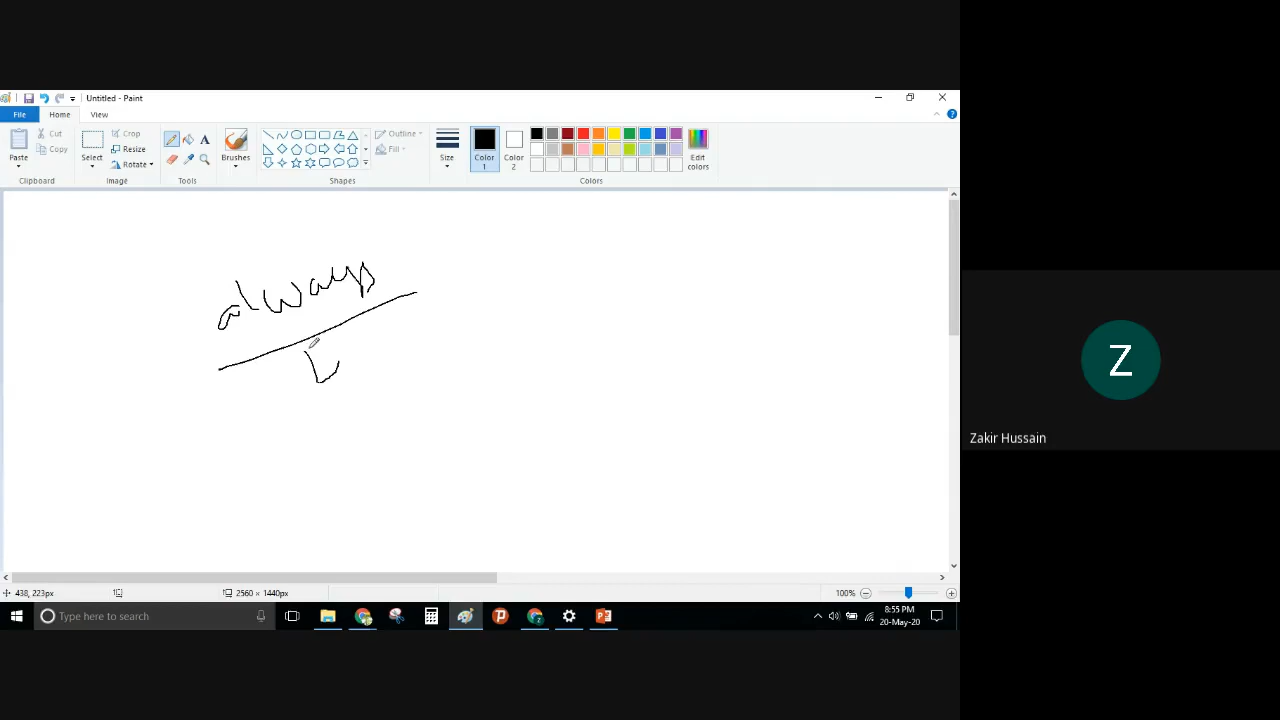 Untitled - Paint
File Home View
Paste
Cut
Copy
Clipboard
Select
Crop
Resize
Rotate
Image
Tools
Brushes
Shapes
Outline
Fill
Size
Color 1
Color 2
Edit colors
Colors
always
L
Z
Zakir Hussain
438, 223px
2560 × 1440px
100%
Type here to search
8:55 PM
20-May-20